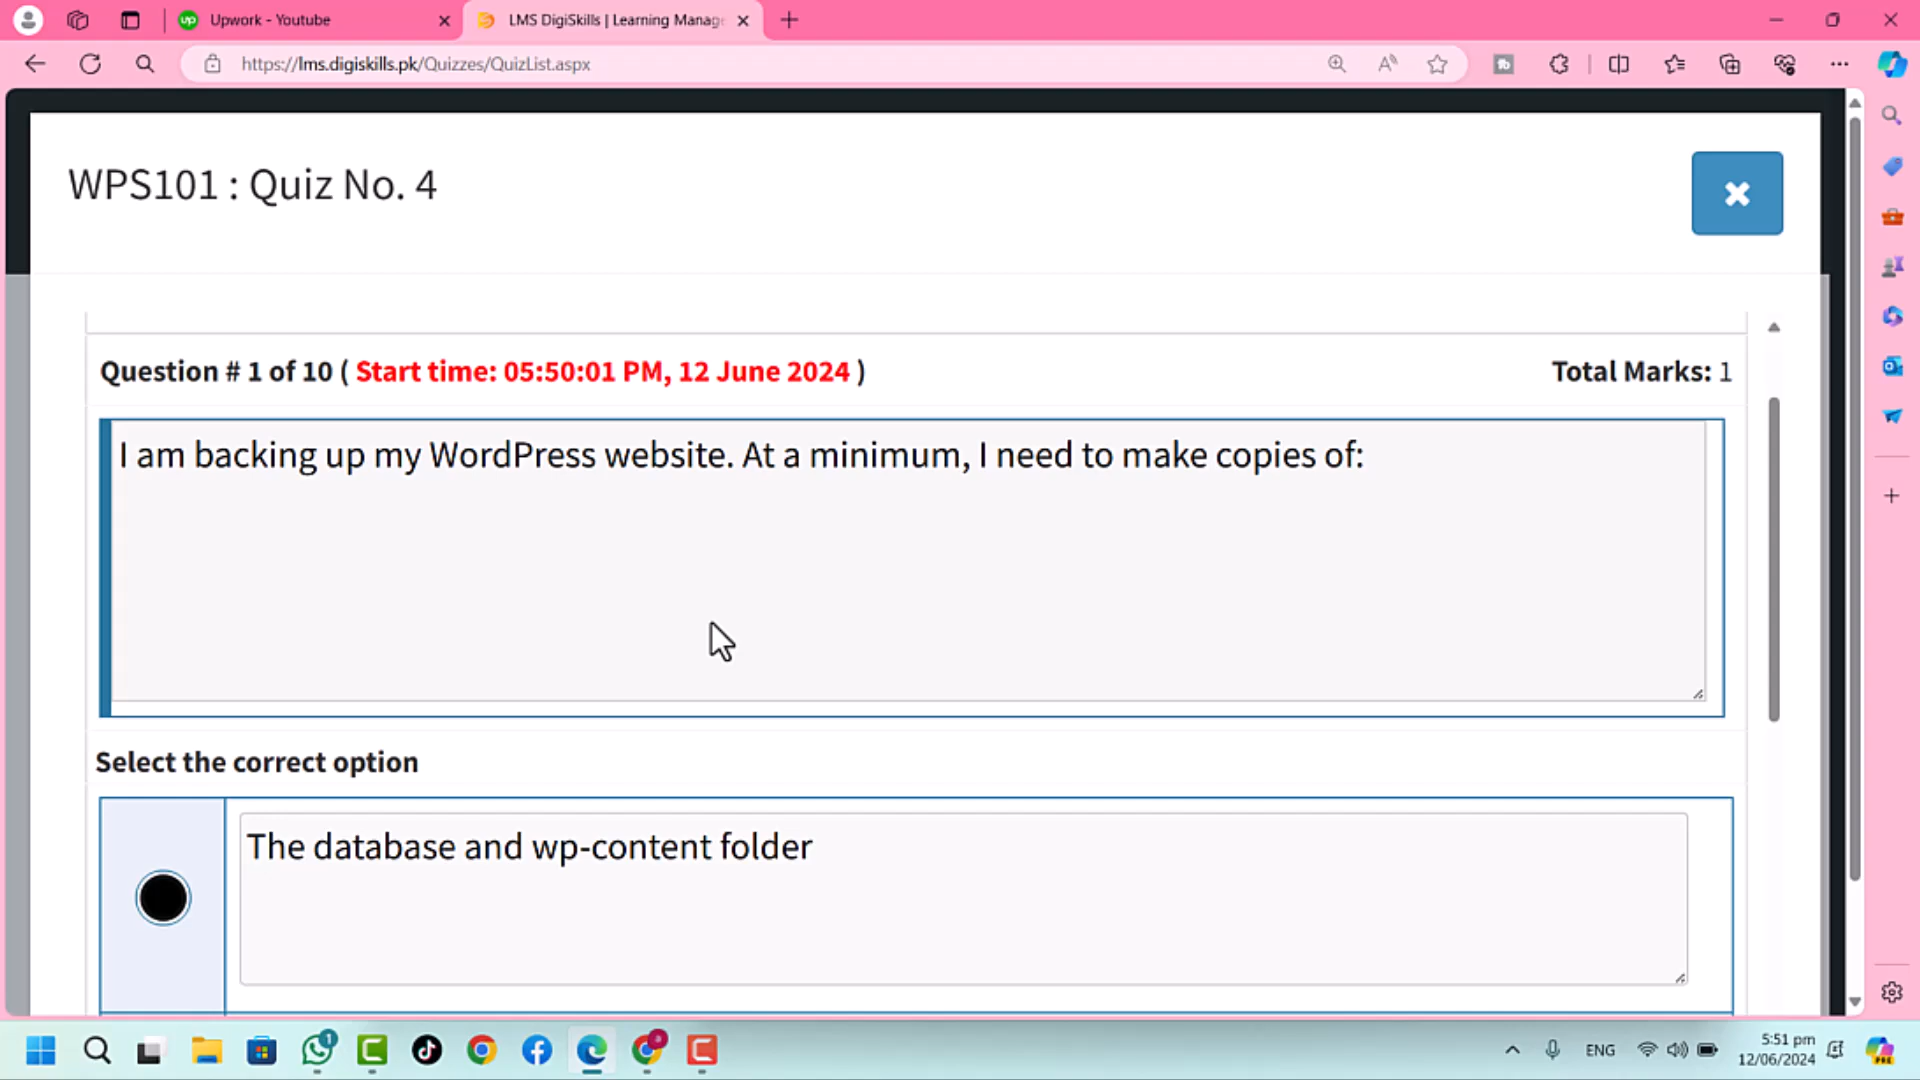 Upwork - Youtube
LMS DigiSkills | Learning Manag
https://lms.digiskills.pk/Quizzes/QuizList.aspx
WPS101 : Quiz No. 4
Question # 1 of 10 ( Start time: 05:50:01 PM, 12 June 2024 )
Total Marks: 1
I am backing up my WordPress website. At a minimum, I need to make copies of:
Select the correct option
The database and wp-content folder
ENG
5:51 pm
12/06/2024